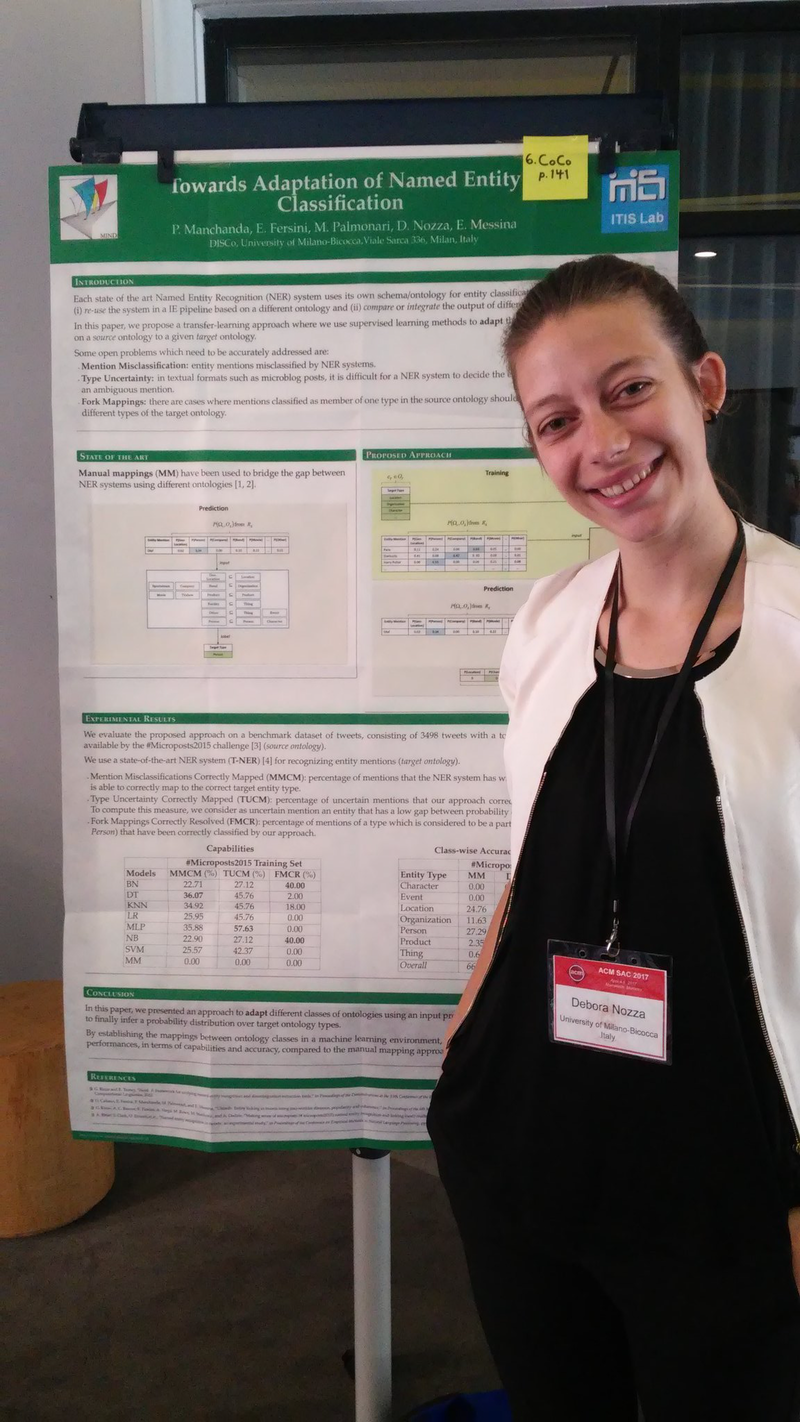 6. CoCo
p. 141
MIND
ITIS Lab
Towards Adaptation of Named Entity
Classification
P. Manchanda, E. Fersini, M. Palmonari, D. Nozza, E. Messina
DISCo, University of Milano-Bicocca, Viale Sarca 336, Milan, Italy
INTRODUCTION
Each state of the art Named Entity Recognition (NER) system uses its own schema/ontology for entity classificat
(i) re-use the system in a IE pipeline based on a different ontology and (ii) compare or integrate the output of differe
In this paper, we propose a transfer-learning approach where we use supervised learning methods to adapt th
on a source ontology to a given target ontology.
Some open problems which need to be accurately addressed are:
Mention Misclassification: entity mentions misclassified by NER systems.
Type Uncertainty: in textual formats such as microblog posts, it is difficult for a NER system to decide the
an ambiguous mention.
Fork Mappings: there are cases where mentions classified as member of one type in the source ontology should
different types of the target ontology.
STATE OF THE ART
Manual mappings (MM) have been used to bridge the gap between
NER systems using different ontologies [1, 2].
Prediction
input
Target Type
PROPOSED APPROACH
Training
Target Type
Location
Organisation
Character
input
Prediction
EXPERIMENTAL RESULTS
We evaluate the proposed approach on a benchmark dataset of tweets, consisting of 3498 tweets with a to
available by the #Microposts2015 challenge [3] (source ontology).
We use a state-of-the-art NER system (T-NER) [4] for recognizing entity mentions (target ontology).
Mention Misclassifications Correctly Mapped (MMCM): percentage of mentions that the NER system has w
is able to correctly map to the correct target entity type.
Type Uncertainty Correctly Mapped (TUCM): percentage of uncertain mentions that our approach correc
To compute this measure, we consider as uncertain mention an entity that has a low gap between probability
Fork Mappings Correctly Resolved (FMCR): percentage of mentions of a type which is considered to be a part
Person) that have been correctly classified by our approach.
Capabilities
#Microposts2015 Training Set
Models MMCM (%) TUCM (%) FMCR (%)
BN 22.71 27.12 40.00
DT 36.07 45.76 2.00
KNN 34.92 45.76 18.00
LR 25.95 45.76 0.00
MLP 35.88 57.63 0.00
NB 22.90 27.12 40.00
SVM 25.57 42.37 0.00
MM 0.00 0.00 0.00
Class-wise Accurac
#Micropo
Entity Type MM
Character 0.00
Event 0.00
Location 24.76
Organization 11.63
Person 27.29
Product 2.35
Thing 0.6
Overall 66
CONCLUSION
In this paper, we presented an approach to adapt different classes of ontologies using an input pr
to finally infer a probability distribution over target ontology types.
By establishing the mappings between ontology classes in a machine learning environment,
performances, in terms of capabilities and accuracy, compared to the manual mapping approa
REFERENCES
ACM SAC 2017
Debora Nozza
University of Milano-Bicocca
Italy